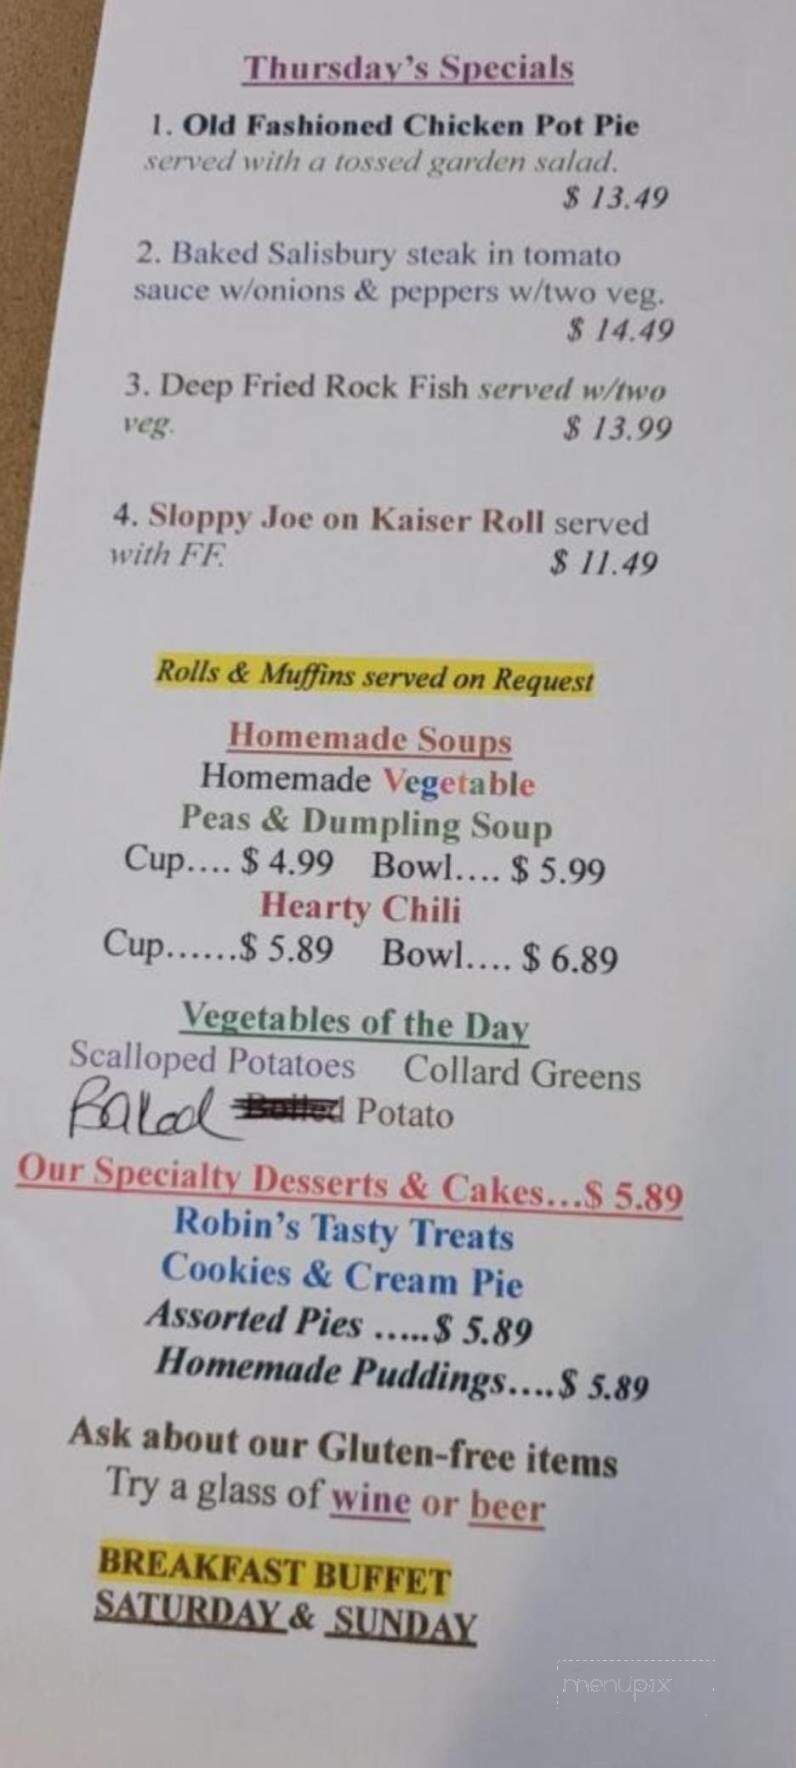 Thursday's Specials
1. Old Fashioned Chicken Pot Pie
served with a tossed garden salad.
$ 13.49
2. Baked Salisbury steak in tomato
sauce w/onions & peppers w/two veg.
$ 14.49
3. Deep Fried Rock Fish served w/two
veg. $ 13.99
4. Sloppy Joe on Kaiser Roll served
with FF. $ 11.49
Rolls & Muffins served on Request
Homemade Soups
Homemade Vegetable
Peas & Dumpling Soup
Cup.... $ 4.99 Bowl.... $ 5.99
Hearty Chili
Cup......$ 5.89 Bowl.... $ 6.89
Vegetables of the Day
Scalloped Potatoes Collard Greens
Baked Boiled Potato
Our Specialty Desserts & Cakes...$ 5.89
Robin's Tasty Treats
Cookies & Cream Pie
Assorted Pies .....$ 5.89
Homemade Puddings....$ 5.89
Ask about our Gluten-free items
Try a glass of wine or beer
BREAKFAST BUFFET
SATURDAY & SUNDAY
menupix